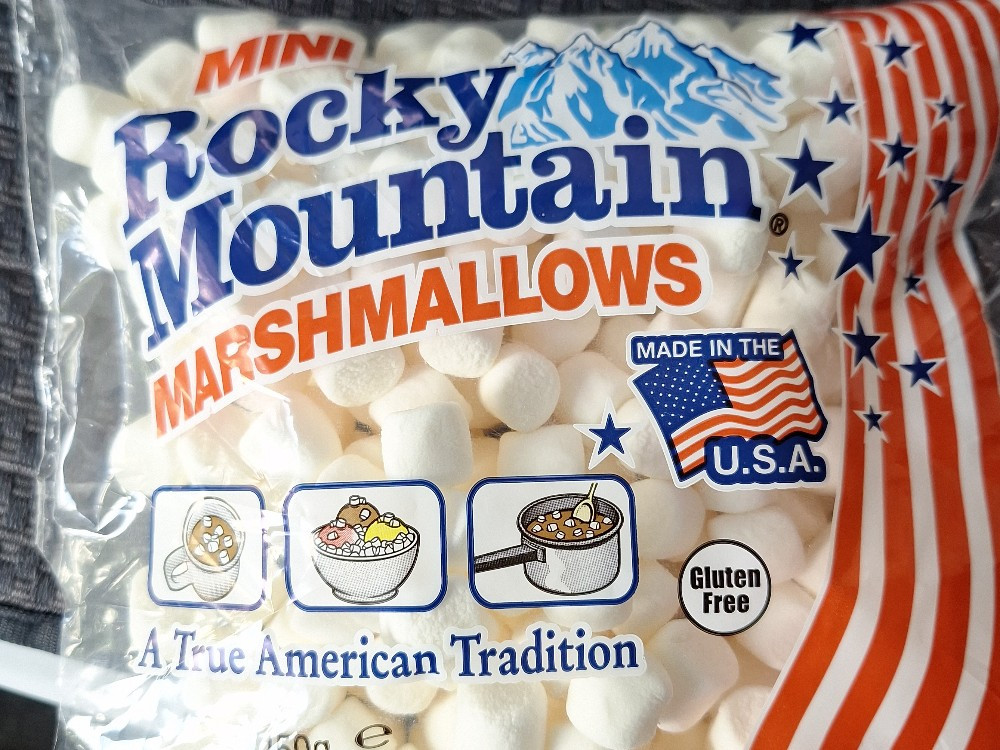 MINI
Rocky
Mountain®
MARSHMALLOWS
MADE IN THE
U.S.A.
Gluten
Free
A True American Tradition
e